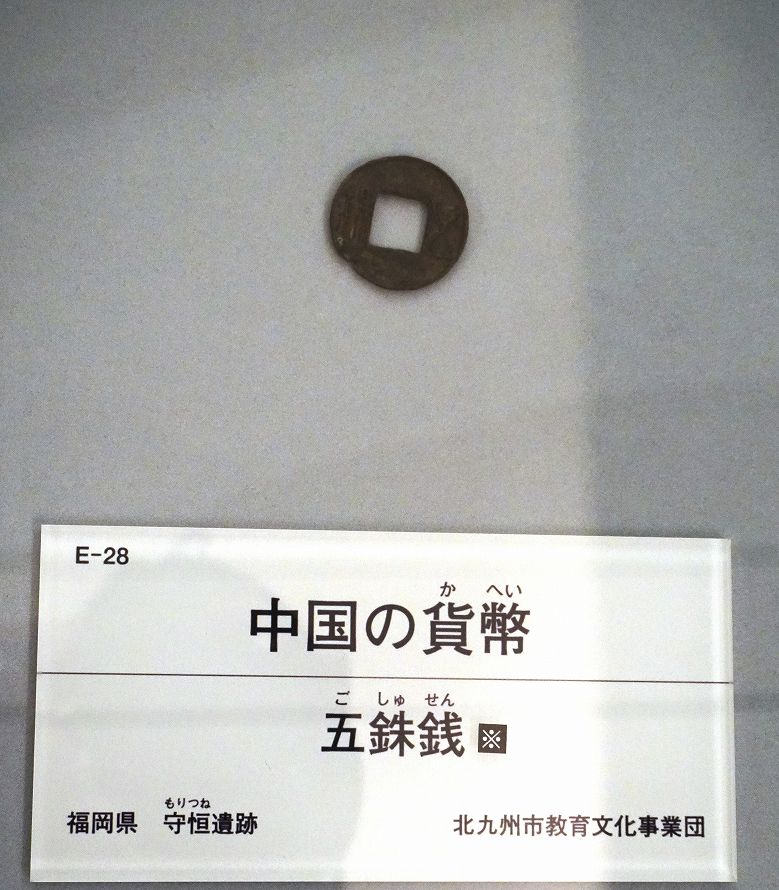 E-28
か へい
中国の貨幣
ご しゅ せん
五銖銭 ※
もりつね
福岡県 守恒遺跡 北九州市教育文化事業団